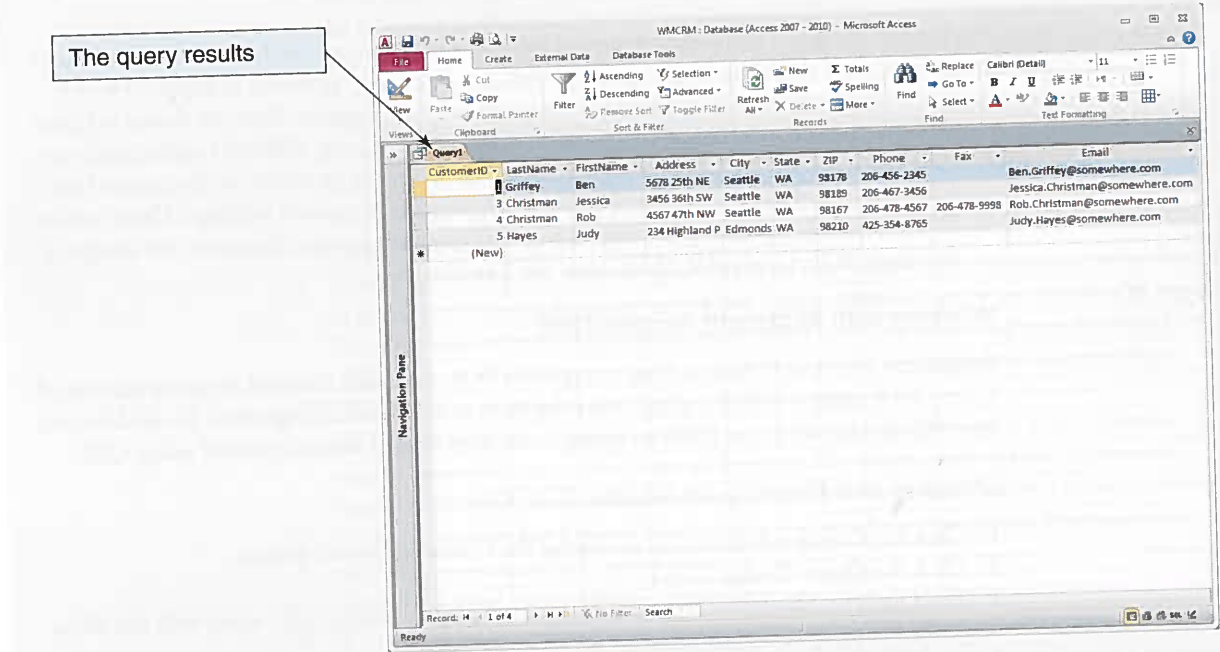 The query results
WMCRM : Database (Access 2007 - 2010) - Microsoft Access
File Home Create External Data Database Tools
View
Views
Paste
Cut
Copy
Format Painter
Clipboard
Filter
Ascending
Descending
Remove Sort
Selection
Advanced
Toggle Filter
Sort & Filter
Refresh All
New
Save
Delete
Totals
Spelling
More
Records
Find
Replace
Go To
Select
Find
Calibri (Detail) 11
B I U
A
Text Formatting
Query1
CustomerID LastName FirstName Address City State ZIP Phone Fax Email
1 Griffey Ben 5678 25th NE Seattle WA 98178 206-456-2345 Ben.Griffey@somewhere.com
3 Christman Jessica 3456 36th SW Seattle WA 98189 206-467-3456 Jessica.Christman@somewhere.com
4 Christman Rob 4567 47th NW Seattle WA 98167 206-478-4567 206-478-9998 Rob.Christman@somewhere.com
5 Hayes Judy 234 Highland P Edmonds WA 98210 425-354-8765 Judy.Hayes@somewhere.com
* (New)
Navigation Pane
Record: 1 of 4 No Filter Search
Ready
SQL